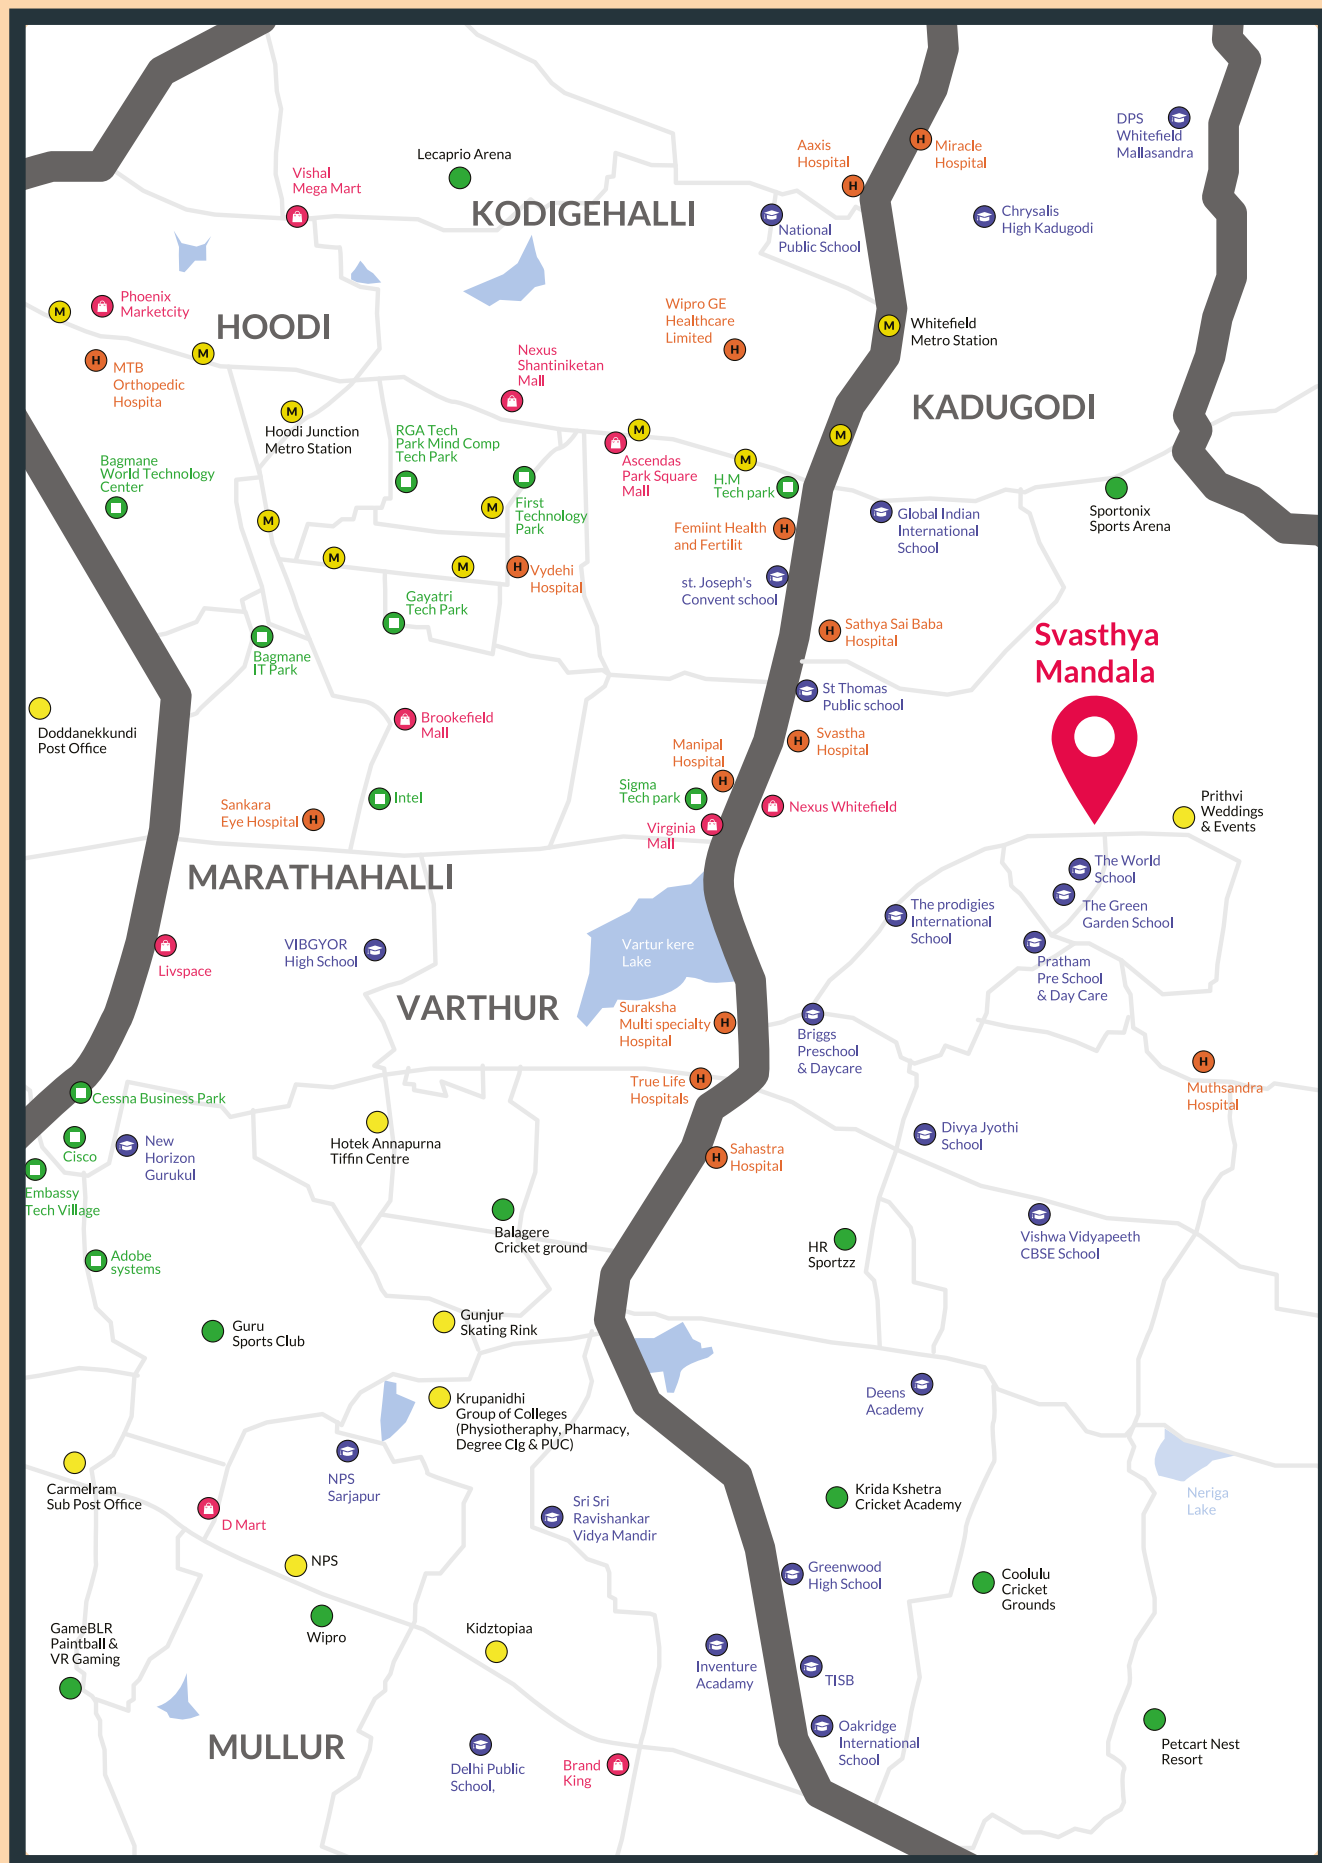 DPS
Whitefield
Mallasandra
Aaxis
Hospital
H
H
Miracle
Hospital
Lecaprio Arena
Vishal
Mega Mart
KODIGEHALLI
National
Public School
Chrysalis
High Kadugodi
Phoenix
Marketcity
M
HOODI
Wipro GE
Healthcare
Limited
H
M
Whitefield
Metro Station
H
MTB
Orthopedic
Hospita
M
Nexus
Shantiniketan
Mall
KADUGODI
M
Hoodi Junction
Metro Station
RGA Tech
Park Mind Comp
Tech Park
M
Ascendas
Park Square
Mall
M
M
H.M
Tech park
Bagmane
World Technology
Center
First
Technology
Park
M
M
Global Indian
International
School
Sportonix
Sports Arena
Femiint Health
and Fertilit
H
M
M
H
Vydehi
Hospital
st. Joseph's
Convent school
Gayatri
Tech Park
H
Sathya Sai Baba
Hospital
Svasthya
Mandala
Bagmane
IT Park
St Thomas
Public school
Doddanekkundi
Post Office
Brookefield
Mall
H
Svastha
Hospital
Manipal
Hospital
H
Sigma
Tech park
Intel
Nexus Whitefield
Sankara
Eye Hospital
H
Virginia
Mall
Prithvi
Weddings
& Events
MARATHAHALLI
The World
School
The Green
Garden School
The prodigies
International
School
VIBGYOR
High School
Vartur kere
Lake
Livspace
Pratham
Pre School
& Day Care
VARTHUR
Suraksha
Multi specialty
Hospital
H
Briggs
Preschool
& Daycare
H
Muthsandra
Hospital
True Life
Hospitals
H
Cessna Business Park
Cisco
New
Horizon
Gurukul
Hotek Annapurna
Tiffin Centre
Divya Jyothi
School
H
Sahastra
Hospital
Embassy
Tech Village
Balagere
Cricket ground
HR
Sportzz
Vishwa Vidyapeeth
CBSE School
Adobe
systems
Guru
Sports Club
Gunjur
Skating Rink
Krupanidhi
Group of Colleges
(Physiotheraphy, Pharmacy,
Degree Clg & PUC)
Deens
Academy
Carmelram
Sub Post Office
NPS
Sarjapur
Krida Kshetra
Cricket Academy
Neriga
Lake
D Mart
Sri Sri
Ravishankar
Vidya Mandir
NPS
Greenwood
High School
Coolulu
Cricket
Grounds
Wipro
GameBLR
Paintball &
VR Gaming
Kidztopiaa
Inventure
Acadamy
TISB
MULLUR
Oakridge
International
School
Petcart Nest
Resort
Delhi Public
School,
Brand
King